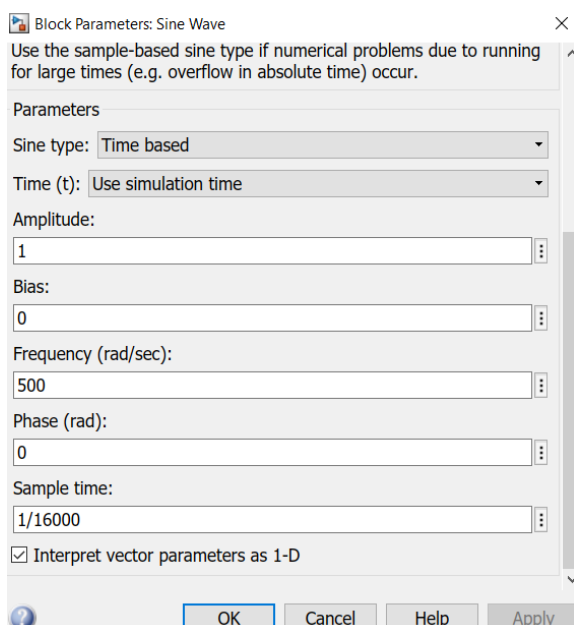 Block Parameters: Sine Wave
Use the sample-based sine type if numerical problems due to running
for large times (e.g. overflow in absolute time) occur.
Parameters
Sine type: Time based
Time (t): Use simulation time
Amplitude:
1
Bias:
0
Frequency (rad/sec):
500
Phase (rad):
0
Sample time:
1/16000
Interpret vector parameters as 1-D
OK Cancel Help Apply